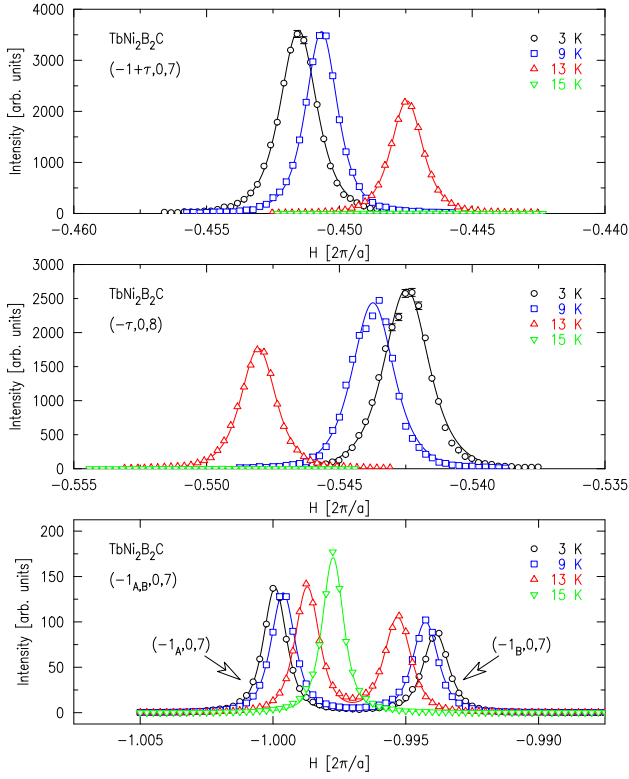 4000
3000
2000
1000
0
Intensity [arb. units]
TbNi₂B₂C
(−1+τ,0,7)
3 K
9 K
13 K
15 K
−0.460 −0.455 −0.450 −0.445 −0.440
H [2π/a]
3000
2500
2000
1500
1000
500
0
Intensity [arb. units]
TbNi₂B₂C
(−τ,0,8)
3 K
9 K
13 K
15 K
−0.555 −0.550 −0.545 −0.540 −0.535
H [2π/a]
200
150
100
50
0
Intensity [arb. units]
TbNi₂B₂C
(−1A,B,0,7)
3 K
9 K
13 K
15 K
(−1A,0,7)
(−1B,0,7)
−1.005 −1.000 −0.995 −0.990
H [2π/a]